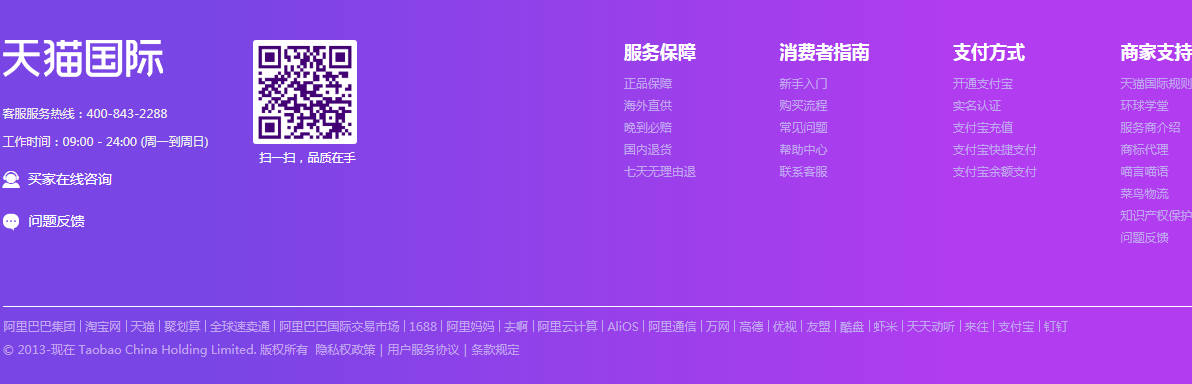 天猫国际
客服服务热线：400-843-2288
工作时间：09:00 - 24:00 (周一到周日)
买家在线咨询
问题反馈
扫一扫，品质在手
服务保障
正品保障
海外直供
晚到必赔
国内退货
七天无理由退
消费者指南
新手入门
购买流程
常见问题
帮助中心
联系客服
支付方式
开通支付宝
实名认证
支付宝充值
支付宝快捷支付
支付宝余额支付
商家支持
天猫国际规则
环球学堂
服务商介绍
商标代理
喵言喵语
菜鸟物流
知识产权保护
问题反馈
阿里巴巴集团 | 淘宝网 | 天猫 | 聚划算 | 全球速卖通 | 阿里巴巴国际交易市场 | 1688 | 阿里妈妈 | 去啊 | 阿里云计算 | AliOS | 阿里通信 | 万网 | 高德 | 优视 | 友盟 | 酷盘 | 虾米 | 天天动听 | 来往 | 支付宝 | 钉钉
© 2013-现在 Taobao China Holding Limited. 版权所有 隐私权政策 | 用户服务协议 | 条款规定